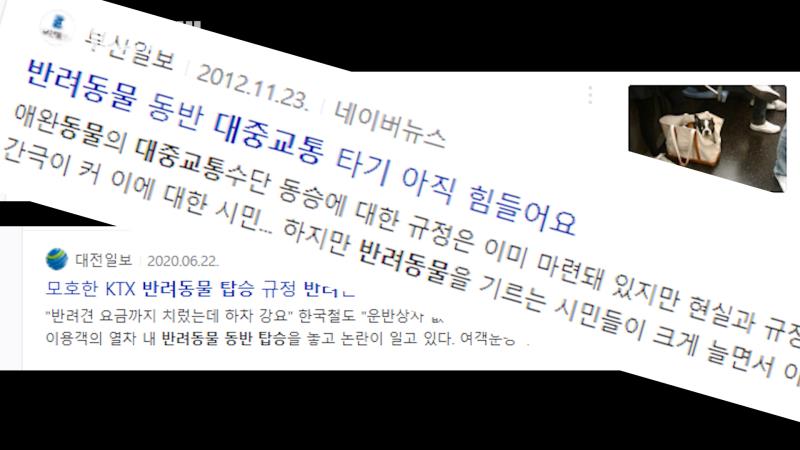 부산일보 2012.11.23. 네이버뉴스
반려동물 동반 대중교통 타기 아직 힘들어요
애완동물의 대중교통수단 동승에 대한 규정은 이미 마련돼 있지만 현실과 규정
간극이 커 이에 대한 시민... 하지만 반려동물을 기르는 시민들이 크게 늘면서 이
대전일보 2020.06.22.
모호한 KTX 반려동물 탑승 규정
"반려견 요금까지 치렀는데 하차 강요" 한국철도 "운반상자
이용객의 열차 내 반려동물 동반 탑승을 놓고 논란이 일고 있다.